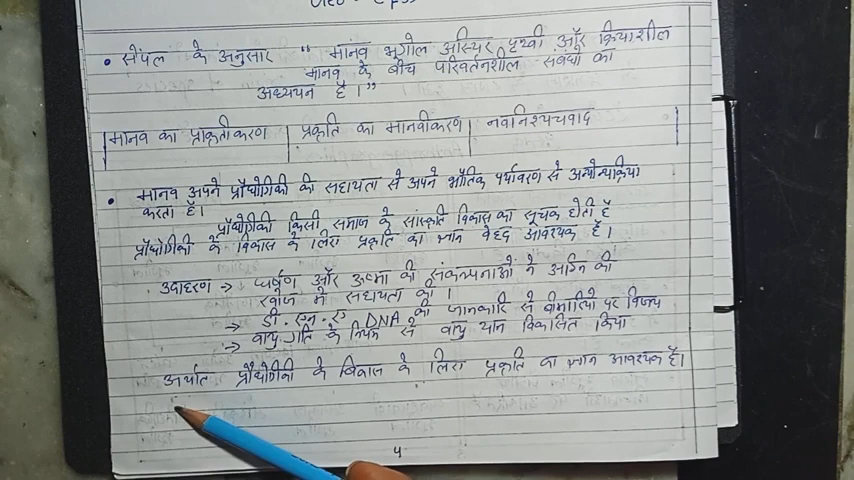 • सेंपल के अनुसार " मानव भूगोल अस्थिर पृथ्वी और क्रियाशील
मानव के बीच परिवर्तनशील संबंधों का
अध्ययन है।"
मानव का प्राकृतीकरण | प्रकृति का मानवीकरण | नवनिश्चयवाद
• मानव अपने प्रौद्योगिकी की सहायता से अपने भौतिक पर्यावरण से अन्योन्यक्रिया
करता है।
प्रौद्योगिकी किसी समाज के सांस्कृति विकास का सूचक होती है
प्रौद्योगिकी के विकास के लिए प्रकृति का ज्ञान बेहद आवश्यक है।
उदाहरण → घर्षण और ऊष्मा की संकल्पनाओं ने अग्नि की
खोज में सहायता की।
→ डी.एन.ए DNA की जानकारि से बीमारियो पर विजय
→ वायु गति के नियम से वायु यान विकसित किया
अर्थात प्रौद्योगिकी के विकास के लिए प्रकृति का ज्ञान आवश्यक है।
4